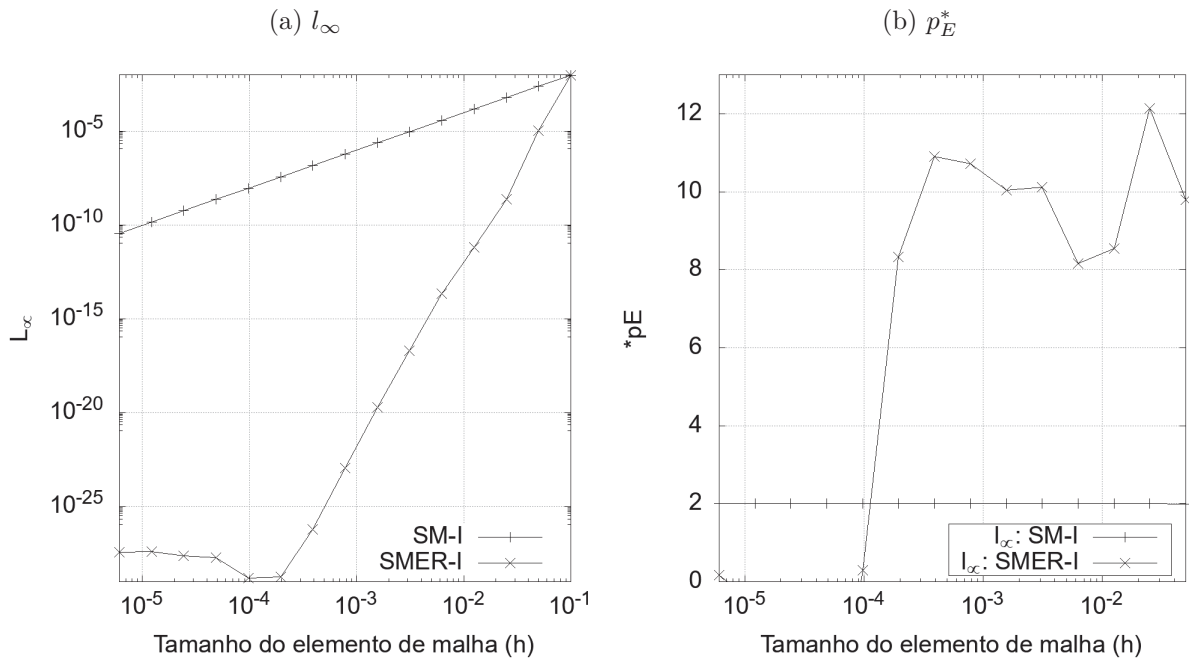 (a) l∞
(b) p*E
L∝
10-5
10-10
10-15
10-20
10-25
10-5
10-4
10-3
10-2
10-1
SM-I
SMER-I
Tamanho do elemento de malha (h)
*pE
12
10
8
6
4
2
0
10-5
10-4
10-3
10-2
I∝: SM-I
I∝: SMER-I
Tamanho do elemento de malha (h)